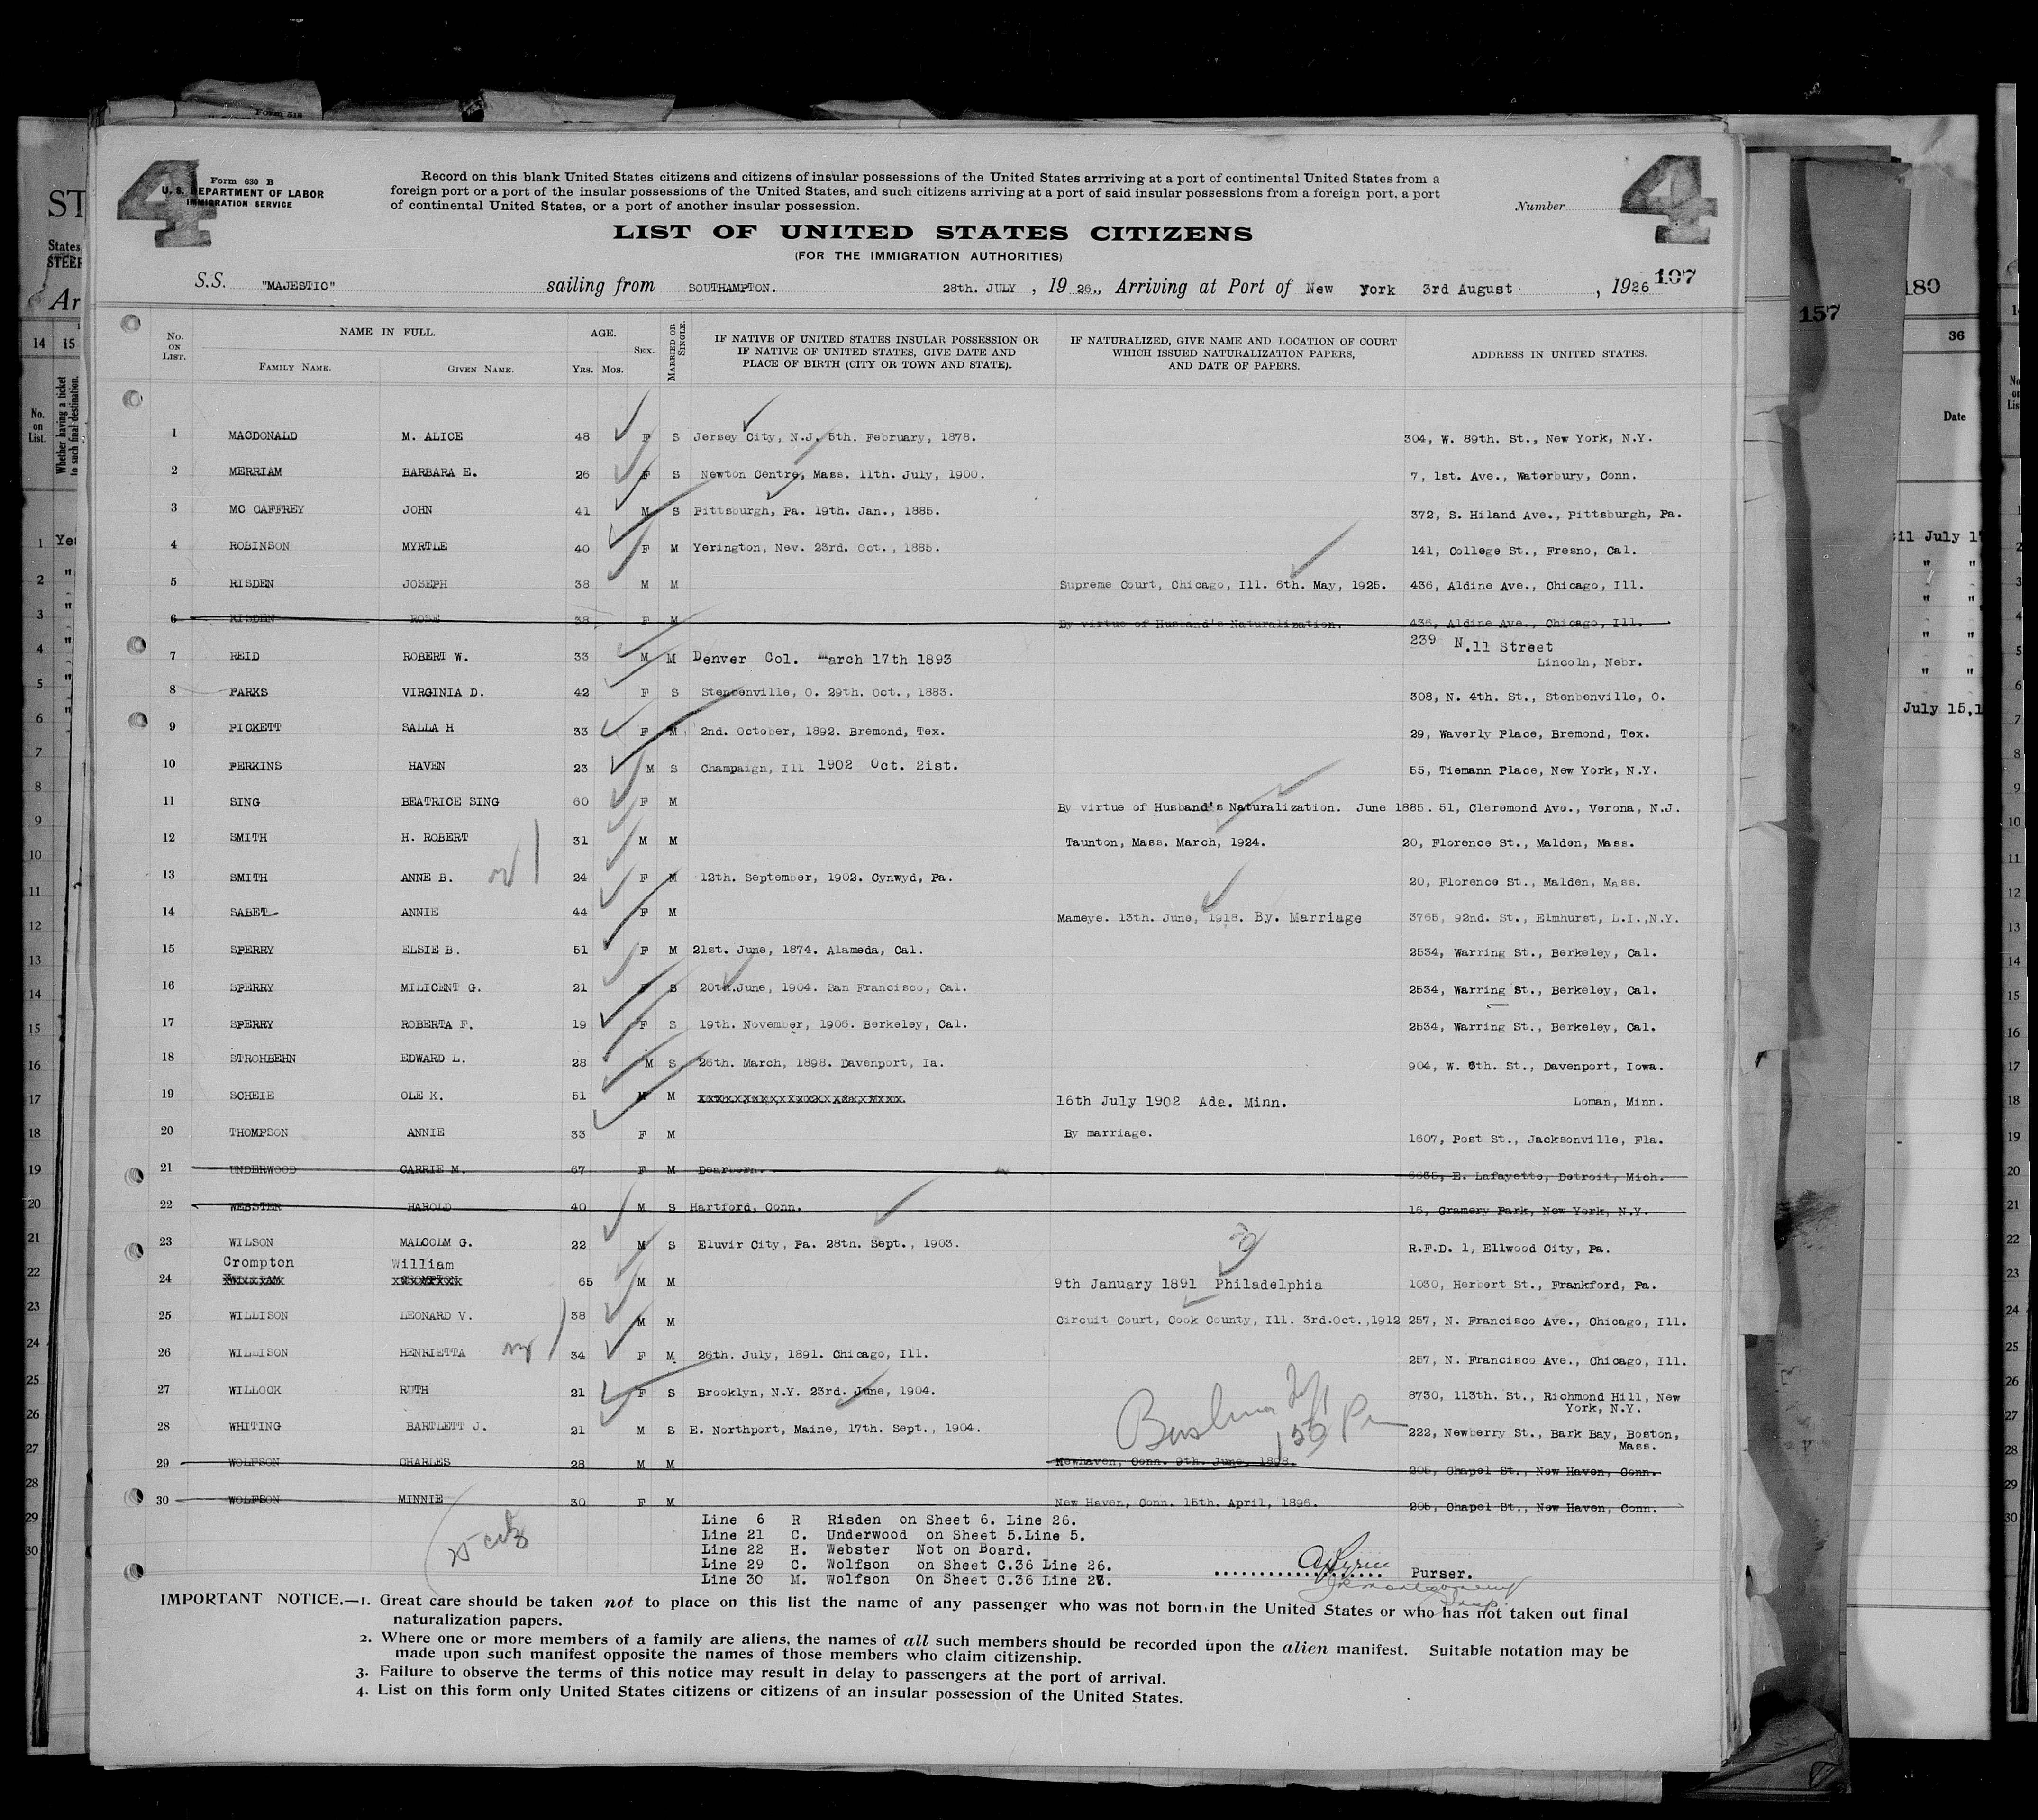 4
Form 630 B
U. S. DEPARTMENT OF LABOR
IMMIGRATION SERVICE
Record on this blank United States citizens and citizens of insular possessions of the United States arrriving at a port of continental United States from a
foreign port or a port of the insular possessions of the United States, and such citizens arriving at a port of said insular possessions from a foreign port, a port
of continental United States, or a port of another insular possession.
Number
4
LIST OF UNITED STATES CITIZENS
(FOR THE IMMIGRATION AUTHORITIES)
S.S. "MAJESTIC" sailing from SOUTHAMPTON. 28th. JULY, 19 26., Arriving at Port of New York 3rd August, 1926 107
No. ON LIST. NAME IN FULL. FAMILY NAME. GIVEN NAME. AGE. YRS. MOS. SEX. MARRIED OR SINGLE. IF NATIVE OF UNITED STATES INSULAR POSSESSION OR IF NATIVE OF UNITED STATES, GIVE DATE AND PLACE OF BIRTH (CITY OR TOWN AND STATE). IF NATURALIZED, GIVE NAME AND LOCATION OF COURT WHICH ISSUED NATURALIZATION PAPERS, AND DATE OF PAPERS. ADDRESS IN UNITED STATES.
1 MACDONALD M. ALICE 48 F S Jersey City, N.J. 5th. February, 1878. 304, W. 89th. St., New York, N.Y.
2 MERRIAM BARBARA E. 26 F S Newton Centre, Mass. 11th. July, 1900. 7, 1st. Ave., Waterbury, Conn.
3 MC CAFFREY JOHN 41 M S Pittsburgh, Pa. 19th. Jan., 1885. 372, S. Hiland Ave., Pittsburgh, Pa.
4 ROBINSON MYRTLE 40 F M Yerington, Nev. 23rd. Oct., 1885. 141, College St., Fresno, Cal.
5 RISDEN JOSEPH 38 M M Supreme Court, Chicago, Ill. 6th. May, 1925. 436, Aldine Ave., Chicago, Ill.
6 RISDEN ROSE 38 F M By virtue of Husband's Naturalization. 436, Aldine Ave., Chicago, Ill.
7 REID ROBERT W. 33 M M Denver Col. March 17th 1893 239 N.11 Street
Lincoln, Nebr.
8 PARKS VIRGINIA D. 42 F S Stenbenville, O. 29th. Oct., 1883. 308, N. 4th. St., Stenbenville, O.
9 PICKETT SALLA H 33 F M 2nd. October, 1892. Bremond, Tex. 29, Waverly Place, Bremond, Tex.
10 PERKINS HAVEN 23 M S Champaign, Ill 1902 Oct. 21st. 55, Tiemann Place, New York, N.Y.
11 SING BEATRICE SING 60 F M By virtue of Husband's Naturalization. June 1885. 51, Cleremond Ave., Verona, N.J.
12 SMITH H. ROBERT 31 M M Taunton, Mass. March, 1924. 20, Florence St., Malden, Mass.
13 SMITH ANNE B. 24 F M 12th. September, 1902. Cynwyd, Pa. 20, Florence St., Malden, Mass.
14 SABET ANNIE 44 F M Mameye. 13th. June, 1918. By. Marriage 3765, 92nd. St., Elmhurst, L.I.,N.Y.
15 SPERRY ELSIE B. 51 F M 21st. June, 1874. Alameda, Cal. 2534, Warring St., Berkeley, Cal.
16 SPERRY MILICENT G. 21 F S 20th.June, 1904. San Francisco, Cal. 2534, Warring St., Berkeley, Cal.
17 SPERRY ROBERTA F. 19 F S 19th. November, 1906. Berkeley, Cal. 2534, Warring St., Berkeley, Cal.
18 STROHBEHN EDWARD L. 28 M S. 26th. March, 1898. Davenport, Ia. 904, W. 6th. St., Davenport, Iowa.
19 SCHEIE OLE K. 51 M M 16th July 1902 Ada. Minn. Loman, Minn.
20 THOMPSON ANNIE 33 F M By marriage. 1607, Post St., Jacksonville, Fla.
21 UNDERWOOD CARRIE M. 67 F M Dearborn. 6635, E. Lafayette, Detroit, Mich.
22 WEBSTER HAROLD 40 M S Hartford, Conn. 16, Gramery Park, New York, N.Y.
23 WILSON MALCOLM G. 22 M S Eluvir City, Pa. 28th. Sept., 1903. R.F.D. 1, Ellwood City, Pa.
Crompton William
24 65 M M 9th January 1891 Philadelphia 1030, Herbert St., Frankford, Pa.
25 WILLISON LEONARD V. 38 M M Circuit Court, Cook County, Ill. 3rd.Oct.,1912 257, N. Francisco Ave., Chicago, Ill.
26 WILLISON HENRIETTA 34 F M 26th. July, 1891. Chicago, Ill. 257, N. Francisco Ave., Chicago, Ill.
27 WILLOCK RUTH 21 F S Brooklyn, N.Y. 23rd. June, 1904. 8730, 113th. St., Richmond Hill, New
York, N.Y.
28 WHITING BARTLETT J. 21 M S E. Northport, Maine, 17th. Sept., 1904. 222, Newberry St., Bark Bay, Boston,
Mass.
29 WOLFSON CHARLES 28 M M Newhaven, Conn. 9th. June, 1898. 205, Chapel St., New Haven, Conn.
30 WOLFSON MINNIE 30 F M New Haven, Conn. 15th. April, 1896. 205, Chapel St., New Haven, Conn.
Line 6 R Risden on Sheet 6. Line 26.
Line 21 C. Underwood on Sheet 5.Line 5.
Line 22 H. Webster Not on Board.
Line 29 C. Wolfson on Sheet C.36 Line 26.
Line 30 M. Wolfson On Sheet C.36 Line 27.
Purser.
IMPORTANT NOTICE.—1. Great care should be taken not to place on this list the name of any passenger who was not born in the United States or who has not taken out final
naturalization papers.
2. Where one or more members of a family are aliens, the names of all such members should be recorded upon the alien manifest. Suitable notation may be
made upon such manifest opposite the names of those members who claim citizenship.
3. Failure to observe the terms of this notice may result in delay to passengers at the port of arrival.
4. List on this form only United States citizens or citizens of an insular possession of the United States.
157
180
36
Date
July 15,1